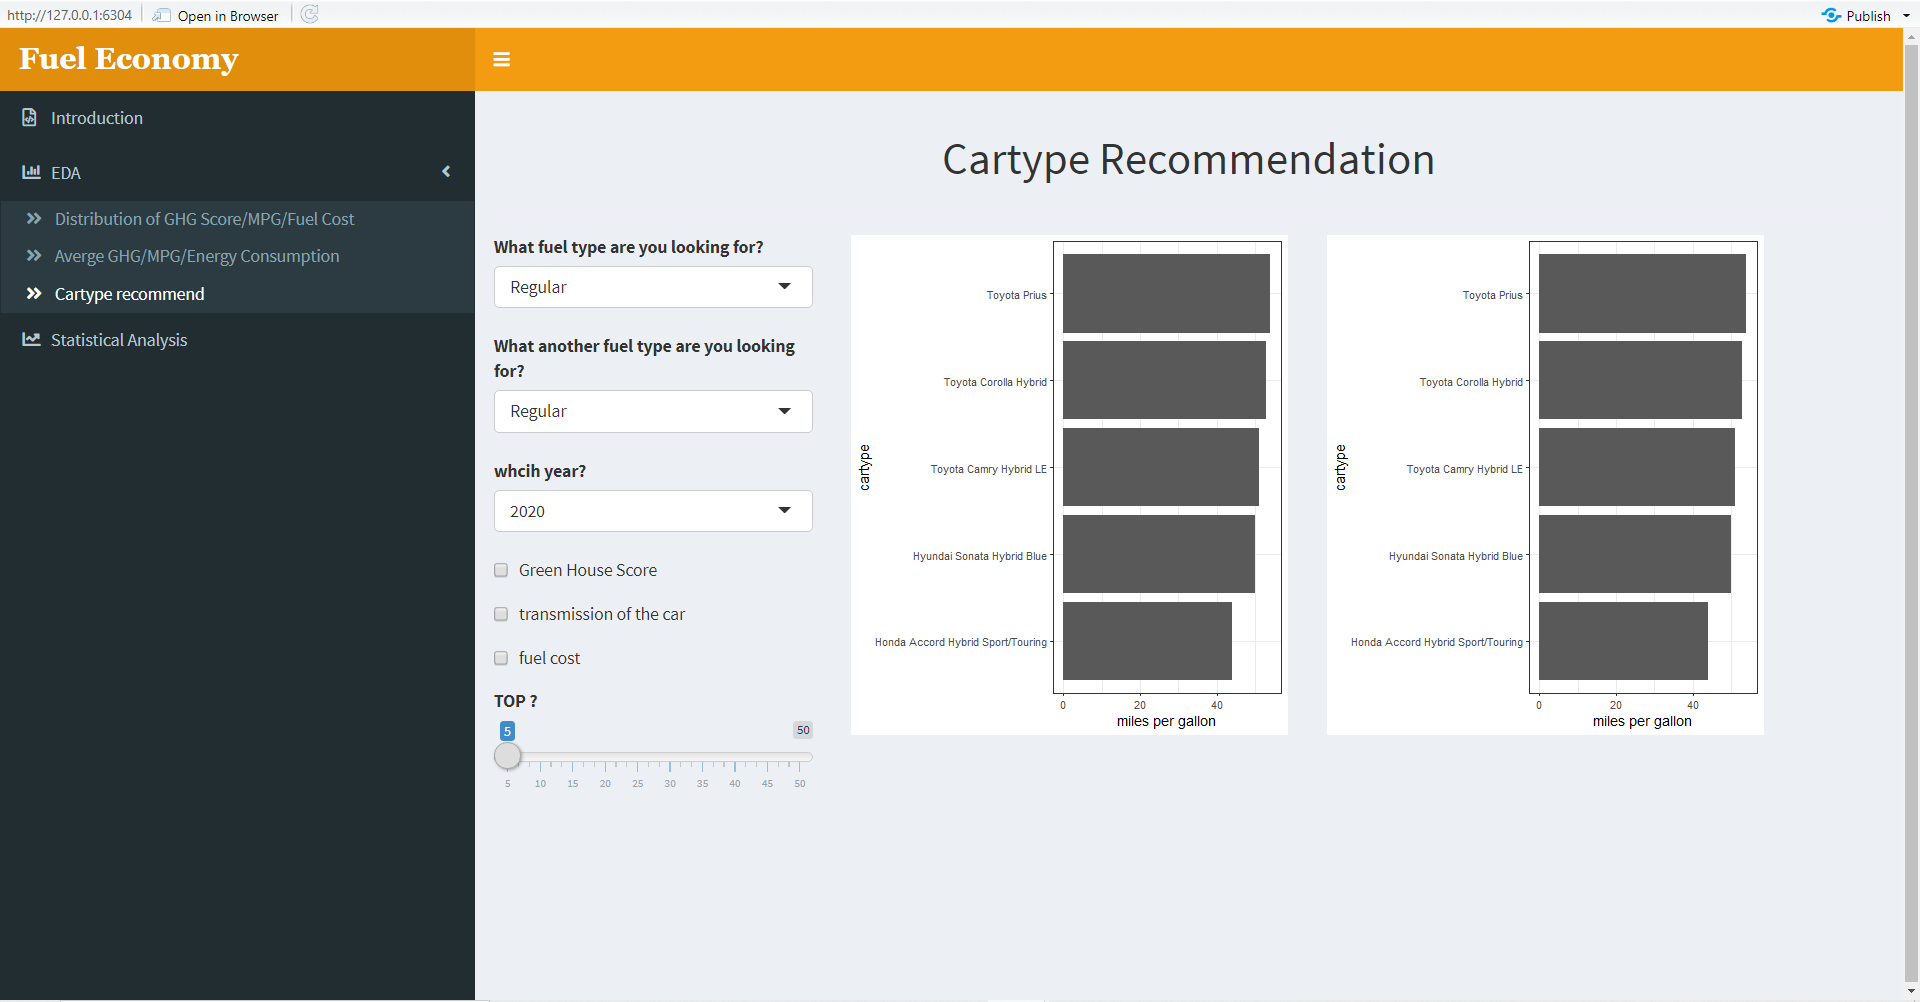 http://127.0.0.1:6304 Open in Browser Publish
Fuel Economy
Introduction
EDA
Distribution of GHG Score/MPG/Fuel Cost
Averge GHG/MPG/Energy Consumption
Cartype recommend
Statistical Analysis
Cartype Recommendation
What fuel type are you looking for?
Regular
What another fuel type are you looking
for?
Regular
whcih year?
2020
Green House Score
transmission of the car
fuel cost
TOP ?
5 50
5 10 15 20 25 30 35 40 45 50
cartype
Toyota Prius
Toyota Corolla Hybrid
Toyota Camry Hybrid LE
Hyundai Sonata Hybrid Blue
Honda Accord Hybrid Sport/Touring
0 20 40
miles per gallon
cartype
Toyota Prius
Toyota Corolla Hybrid
Toyota Camry Hybrid LE
Hyundai Sonata Hybrid Blue
Honda Accord Hybrid Sport/Touring
0 20 40
miles per gallon